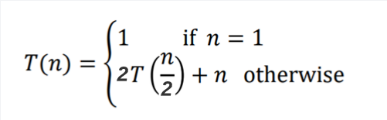 T(n) = { 1 if n = 1
2T(n/2) + n otherwise